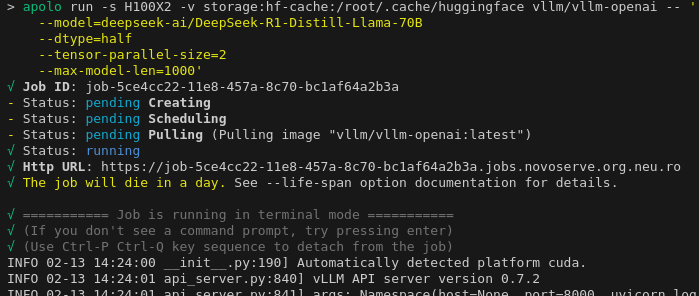 > apolo run -s H100X2 -v storage:hf-cache:/root/.cache/huggingface vllm/vllm-openai -- '
--model=deepseek-ai/DeepSeek-R1-Distill-Llama-70B
--dtype=half
--tensor-parallel-size=2
--max-model-len=1000'
√ Job ID: job-5ce4cc22-11e8-457a-8c70-bc1af64a2b3a
- Status: pending Creating
- Status: pending Scheduling
- Status: pending Pulling (Pulling image "vllm/vllm-openai:latest")
√ Status: running
√ Http URL: https://job-5ce4cc22-11e8-457a-8c70-bc1af64a2b3a.jobs.novoserve.org.neu.ro
√ The job will die in a day. See --life-span option documentation for details.
√ =========== Job is running in terminal mode ===========
√ (If you don't see a command prompt, try pressing enter)
√ (Use Ctrl-P Ctrl-Q key sequence to detach from the job)
INFO 02-13 14:24:00 __init__.py:190] Automatically detected platform cuda.
INFO 02-13 14:24:01 api_server.py:840] vLLM API server version 0.7.2
INFO 02-13 14:24:01 api_server.py:841] args: Namespace(host=None, port=8000, uvicorn_log